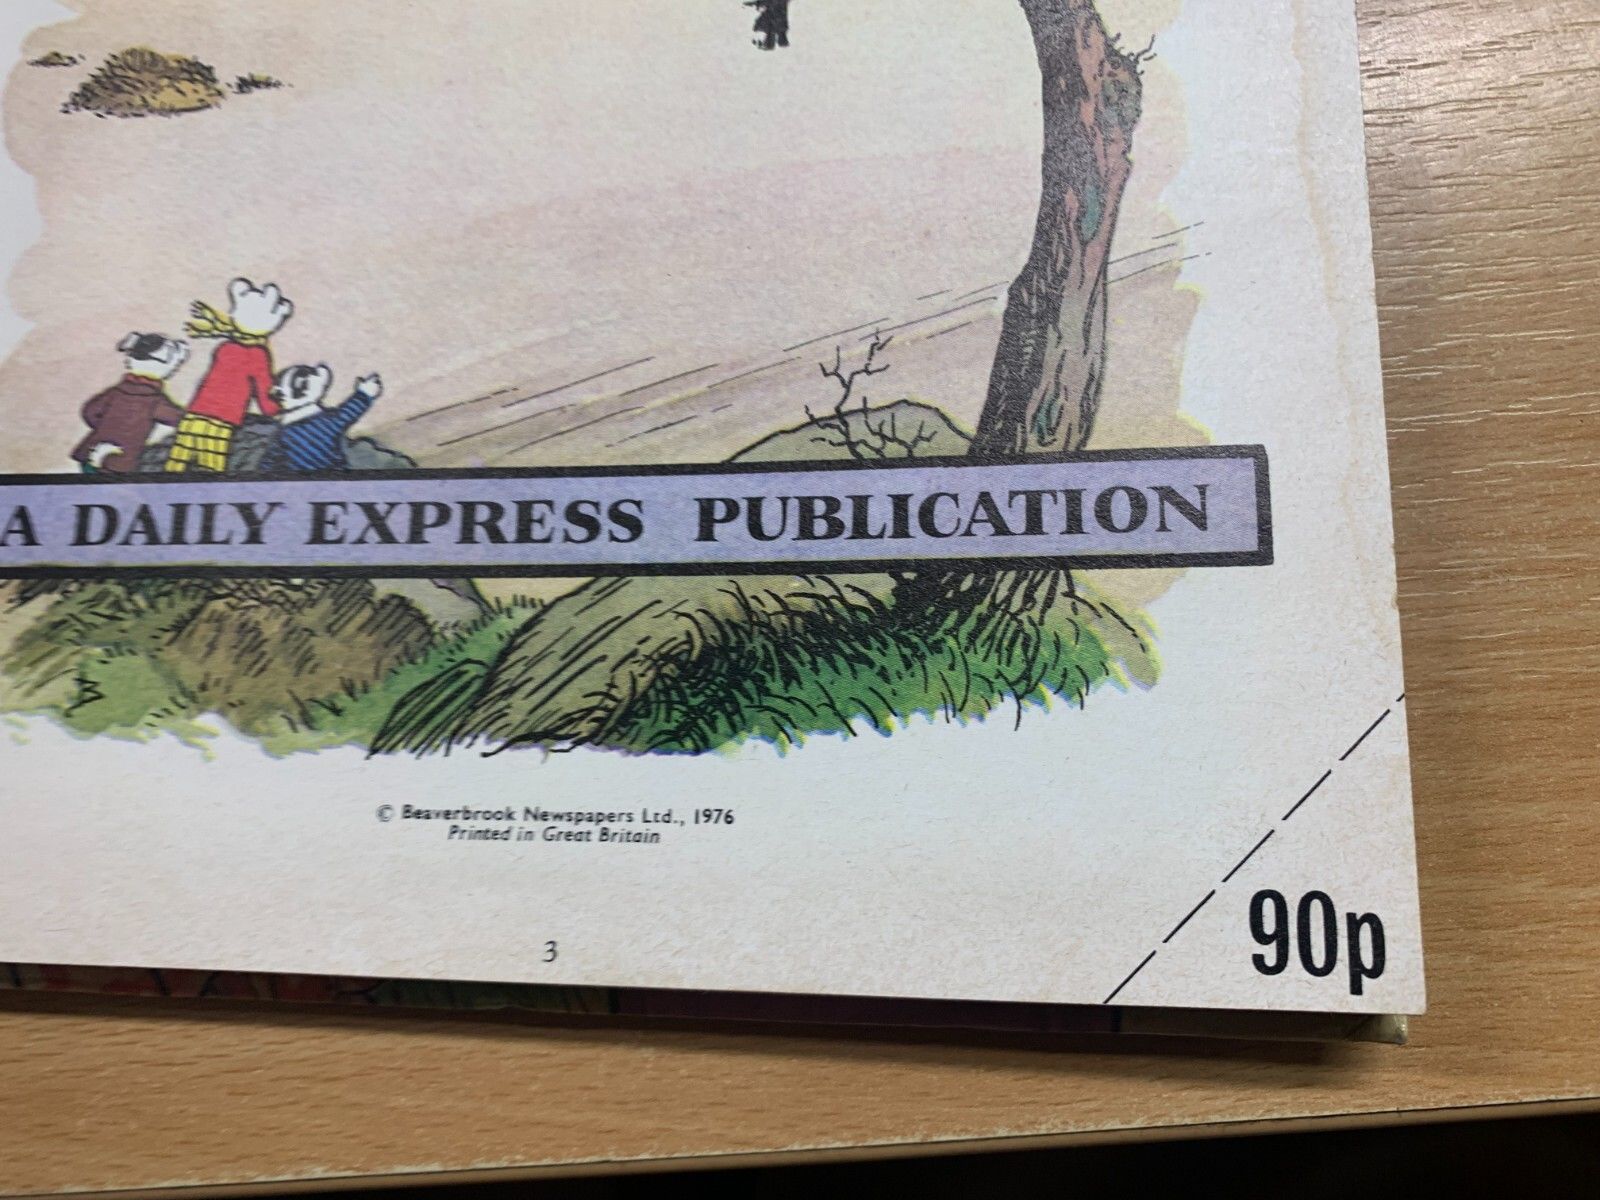 A DAILY EXPRESS PUBLICATION
© Beaverbrook Newspapers Ltd., 1976
Printed in Great Britain
3
90p